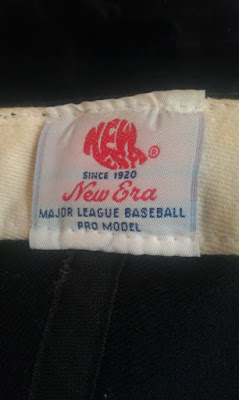 NEW
ERA®
SINCE 1920
New Era
MAJOR LEAGUE BASEBALL
PRO MODEL